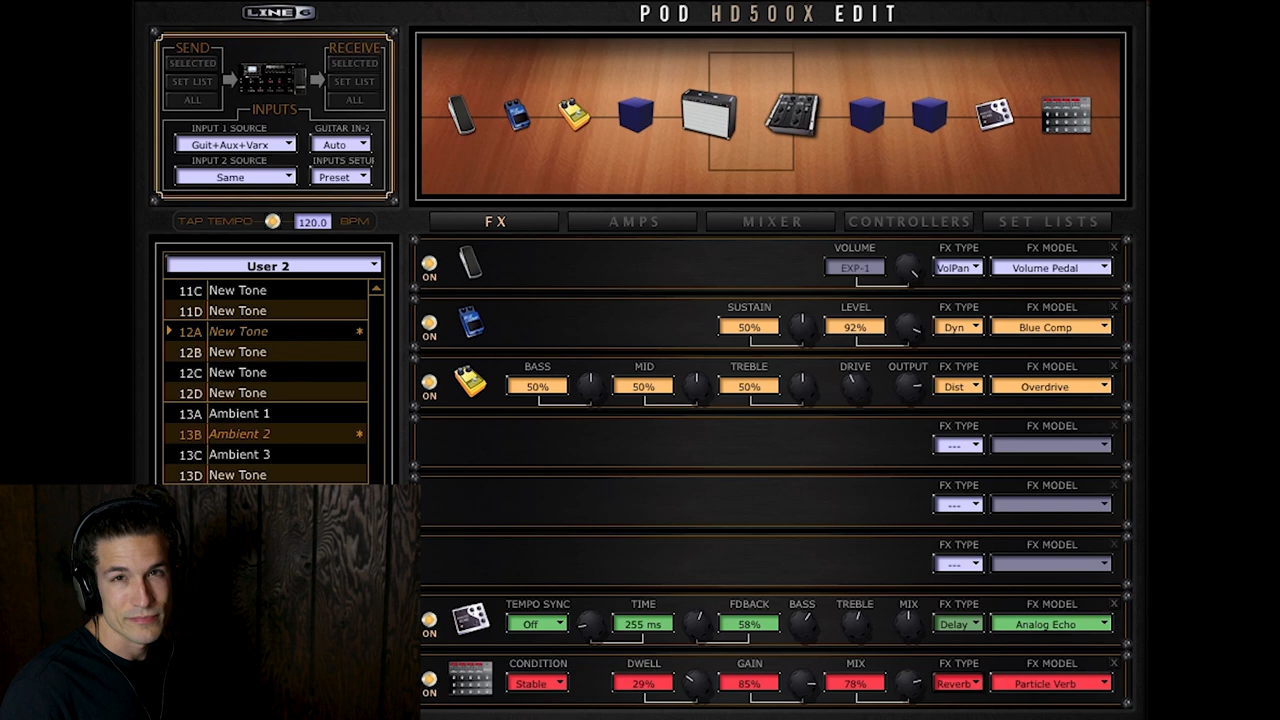 LINE 6
POD HD500X EDIT
SEND
RECEIVE
SELECTED
SELECTED
SET LIST
SET LIST
ALL
ALL
INPUTS
INPUT 1 SOURCE
GUITAR IN-Z
Guit+Aux+Varx
Auto
INPUT 2 SOURCE
INPUTS SETUP
Same
Preset
TAP TEMPO
120.0
BPM
FX
AMPS
MIXER
CONTROLLERS
SET LISTS
User 2
11C New Tone
11D New Tone
12A New Tone *
12B New Tone
12C New Tone
12D New Tone
13A Ambient 1
13B Ambient 2 *
13C Ambient 3
13D New Tone
VOLUME FX TYPE FX MODEL X
ON EXP-1 VolPan Volume Pedal
SUSTAIN LEVEL FX TYPE FX MODEL X
ON 50% 92% Dyn Blue Comp
BASS MID TREBLE DRIVE OUTPUT FX TYPE FX MODEL X
ON 50% 50% 50% Dist Overdrive
FX TYPE FX MODEL X
---
FX TYPE FX MODEL X
---
FX TYPE FX MODEL X
---
TEMPO SYNC TIME FDBACK BASS TREBLE MIX FX TYPE FX MODEL X
ON Off 255 ms 58% Delay Analog Echo
CONDITION DWELL GAIN MIX FX TYPE FX MODEL X
ON Stable 29% 85% 78% Reverb Particle Verb